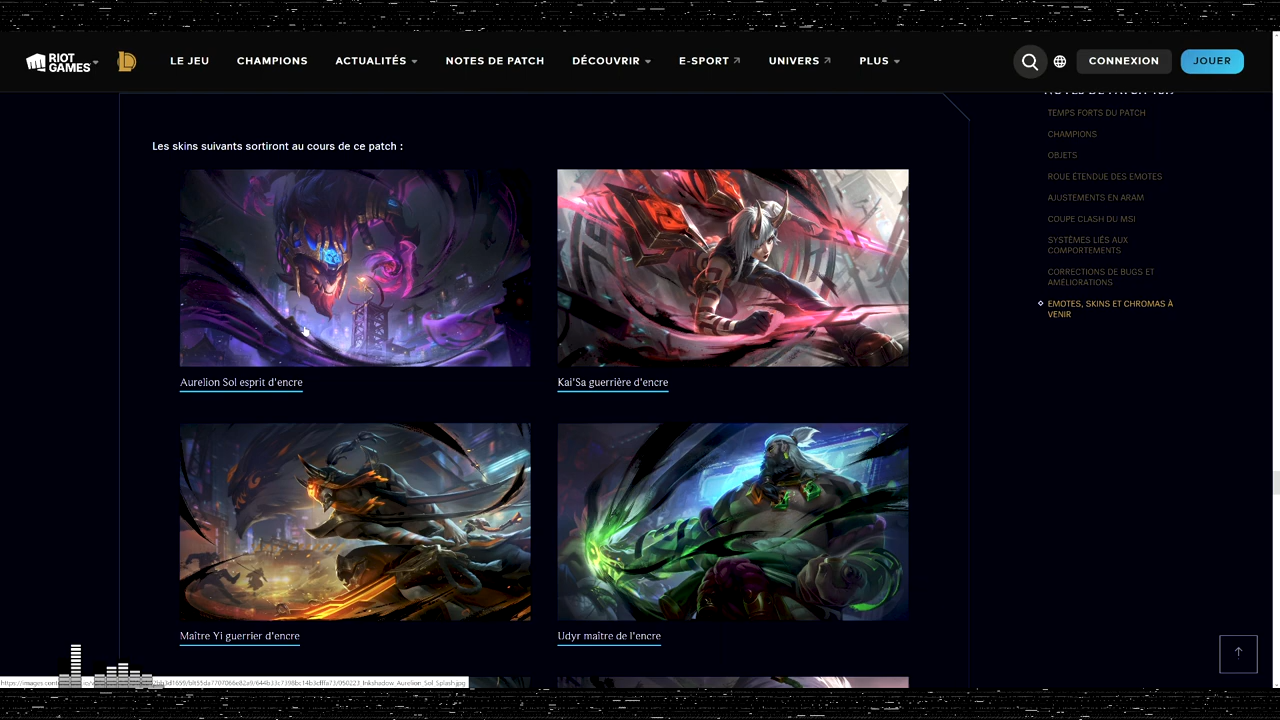 RIOT GAMES
LE JEU CHAMPIONS ACTUALITÉS NOTES DE PATCH DÉCOUVRIR E-SPORT UNIVERS PLUS CONNEXION JOUER
TEMPS FORTS DU PATCH
CHAMPIONS
OBJETS
ROUE ÉTENDUE DES EMOTES
AJUSTEMENTS EN ARAM
COUPE CLASH DU MSI
SYSTÈMES LIÉS AUX
COMPORTEMENTS
CORRECTIONS DE BUGS ET
AMÉLIORATIONS
EMOTES, SKINS ET CHROMAS À
VENIR
Les skins suivants sortiront au cours de ce patch :
Aurelion Sol esprit d'encre
Kai'Sa guerrière d'encre
Maître Yi guerrier d'encre
Udyr maître de l'encre